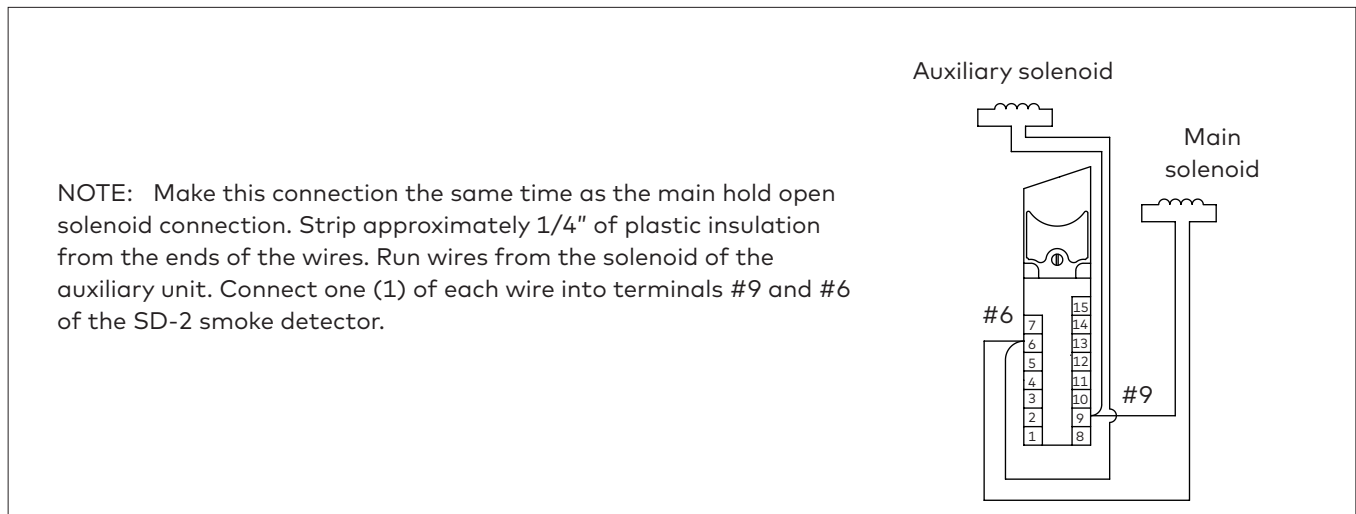 Auxiliary solenoid
Main
solenoid
NOTE: Make this connection the same time as the main hold open
solenoid connection. Strip approximately 1/4" of plastic insulation
from the ends of the wires. Run wires from the solenoid of the
auxiliary unit. Connect one (1) of each wire into terminals #9 and #6
of the SD-2 smoke detector.
#6
7
6
5
4
3
2
1
15
14
13
12
11
10
9
8
#9